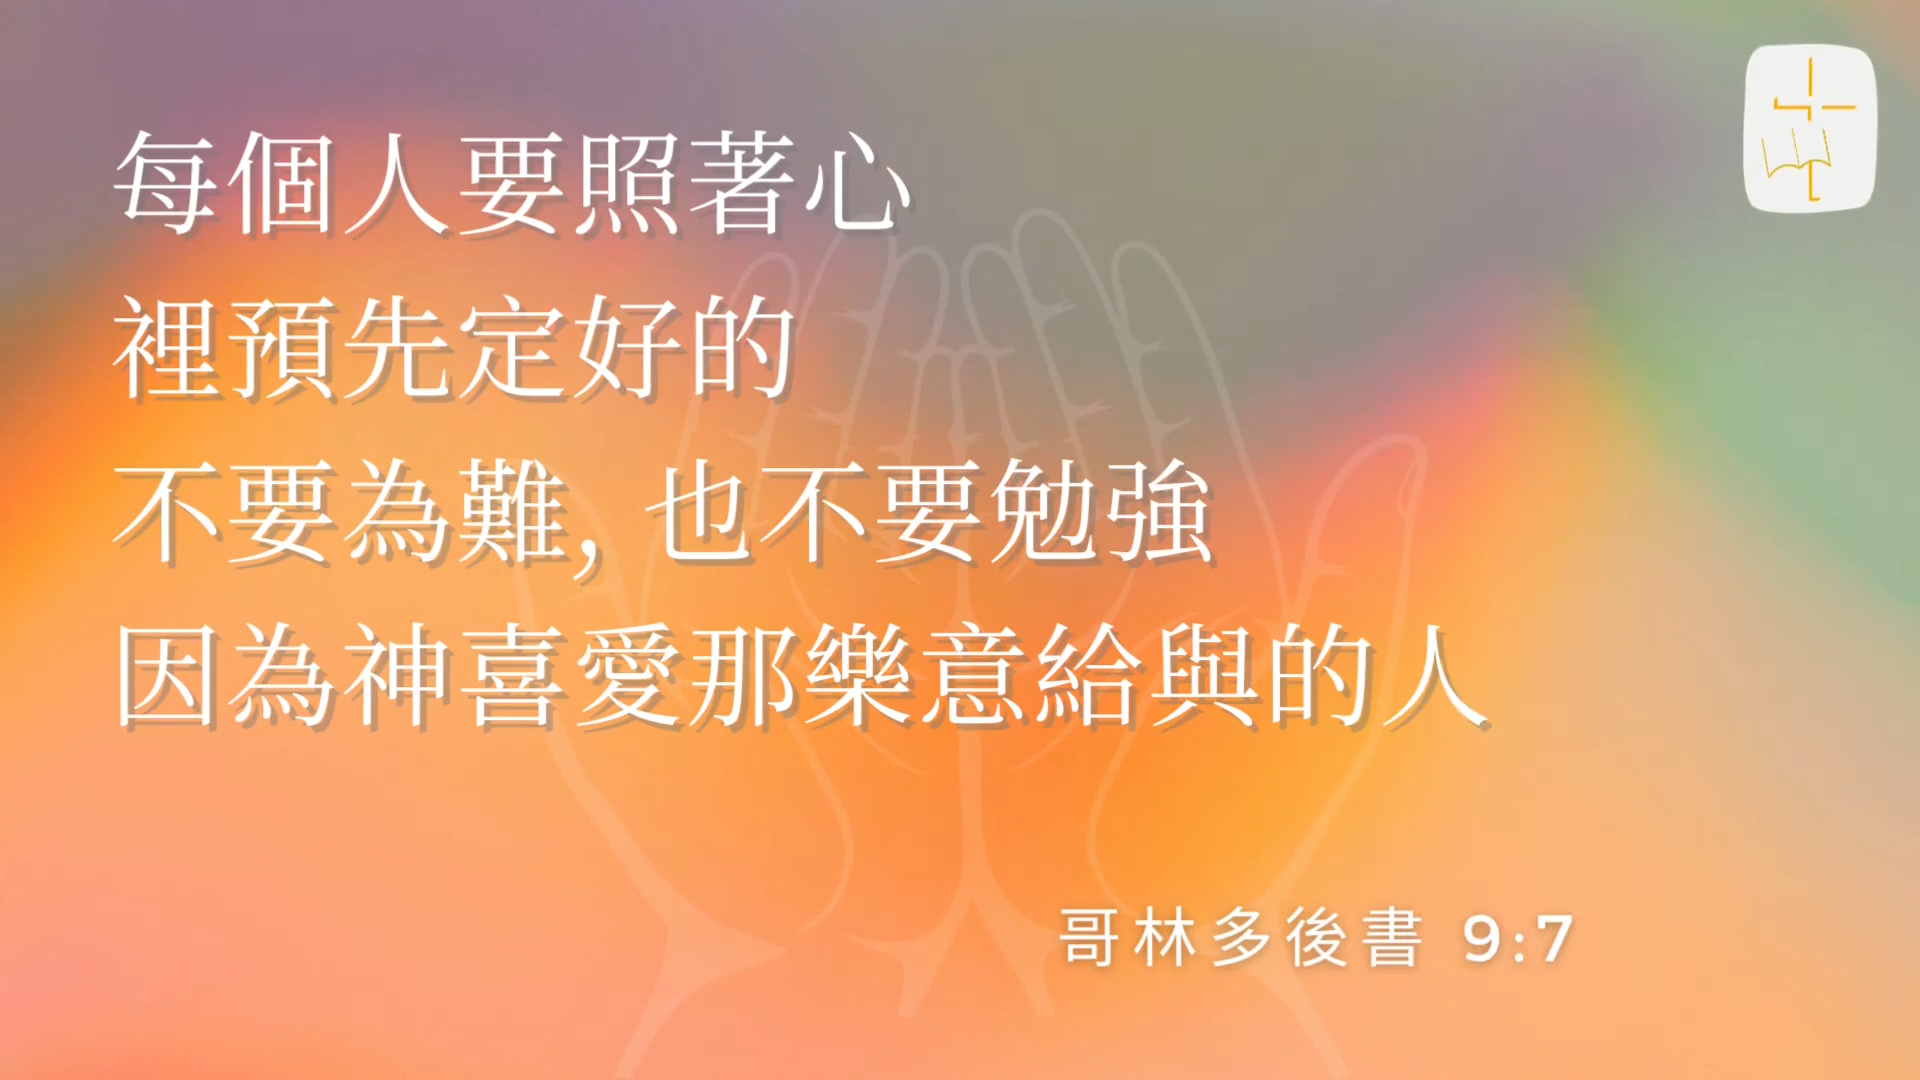 每個人要照著心
裡預先定好的
不要為難, 也不要勉強
因為神喜愛那樂意給與的人
哥林多後書 9:7